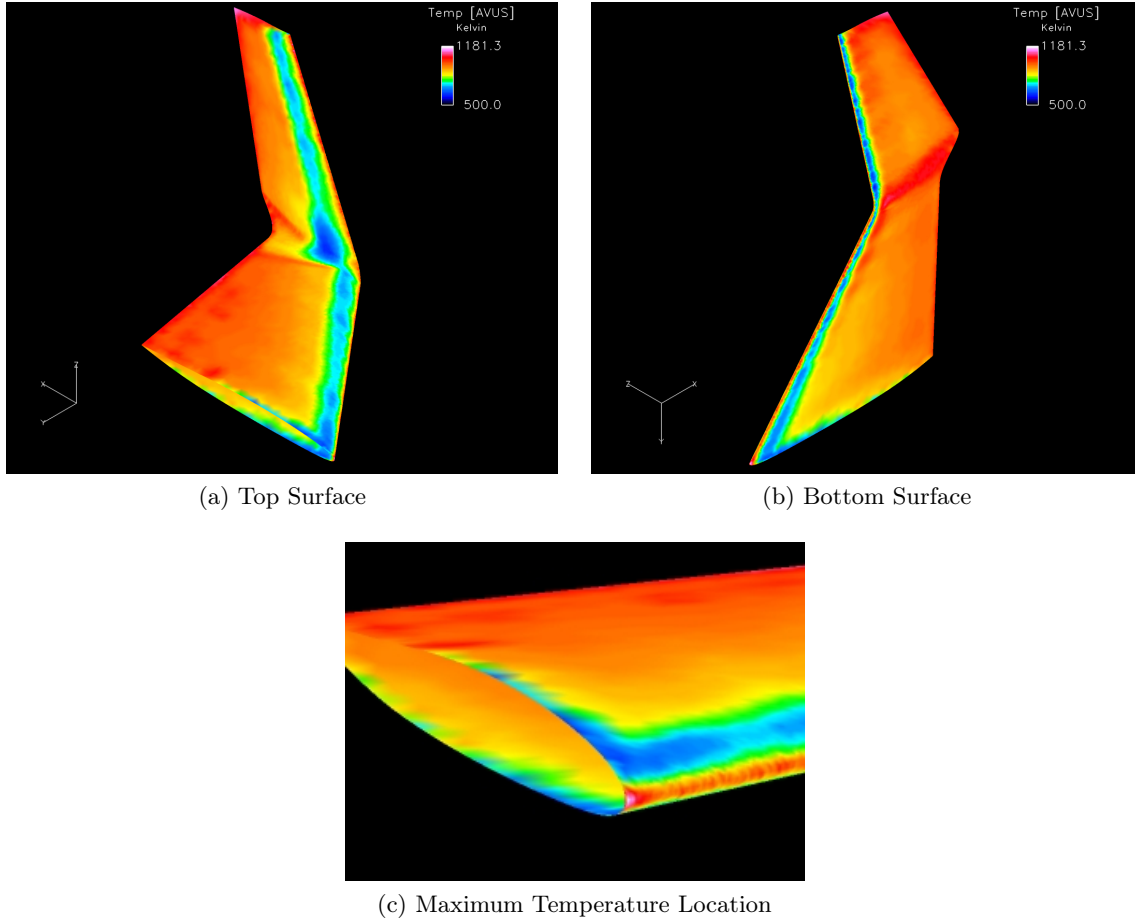 Temp [AVUS]
Kelvin
1181.3
500.0
Z
X
Y
(a) Top Surface
Temp [AVUS]
Kelvin
1181.3
500.0
Z
X
Y
(b) Bottom Surface
(c) Maximum Temperature Location